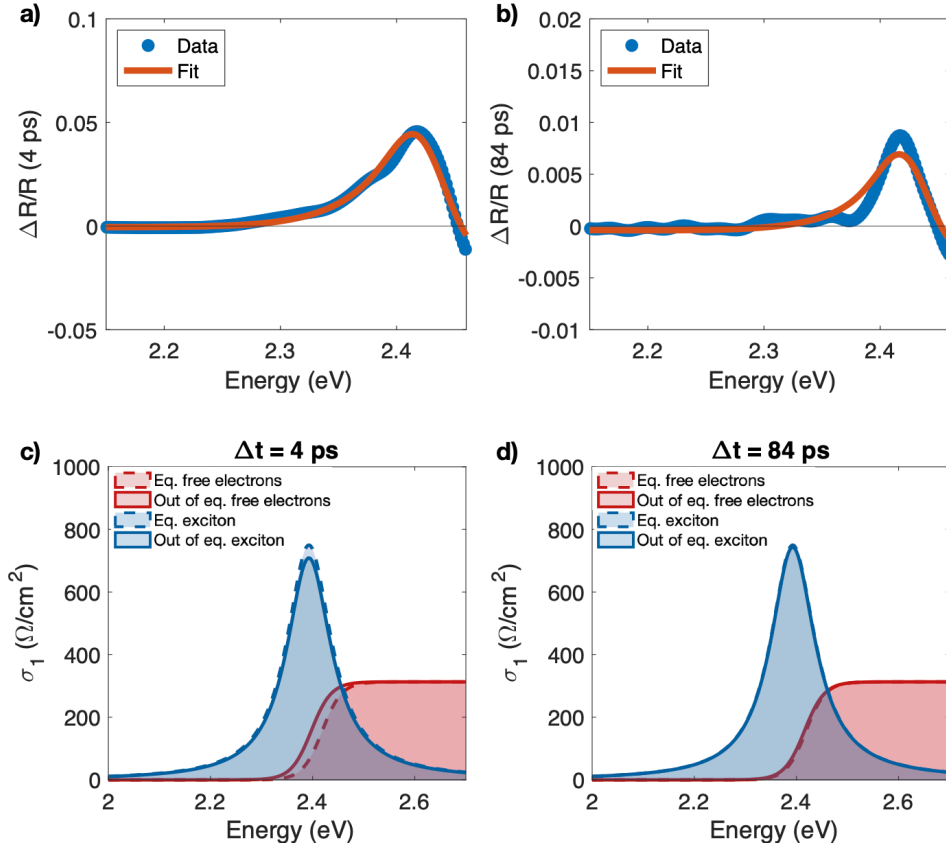 a)
0.1
0.05
0
-0.05
ΔR/R (4 ps)
Data
Fit
2.2
2.3
2.4
Energy (eV)
b)
0.02
0.015
0.01
0.005
0
-0.005
-0.01
ΔR/R (84 ps)
Data
Fit
2.2
2.3
2.4
Energy (eV)
c)
Δt = 4 ps
1000
800
600
400
200
0
σ₁ (Ω/cm²)
Eq. free electrons
Out of eq. free electrons
Eq. exciton
Out of eq. exciton
2
2.2
2.4
2.6
Energy (eV)
d)
Δt = 84 ps
1000
800
600
400
200
0
σ₁ (Ω/cm²)
Eq. free electrons
Out of eq. free electrons
Eq. exciton
Out of eq. exciton
2
2.2
2.4
2.6
Energy (eV)